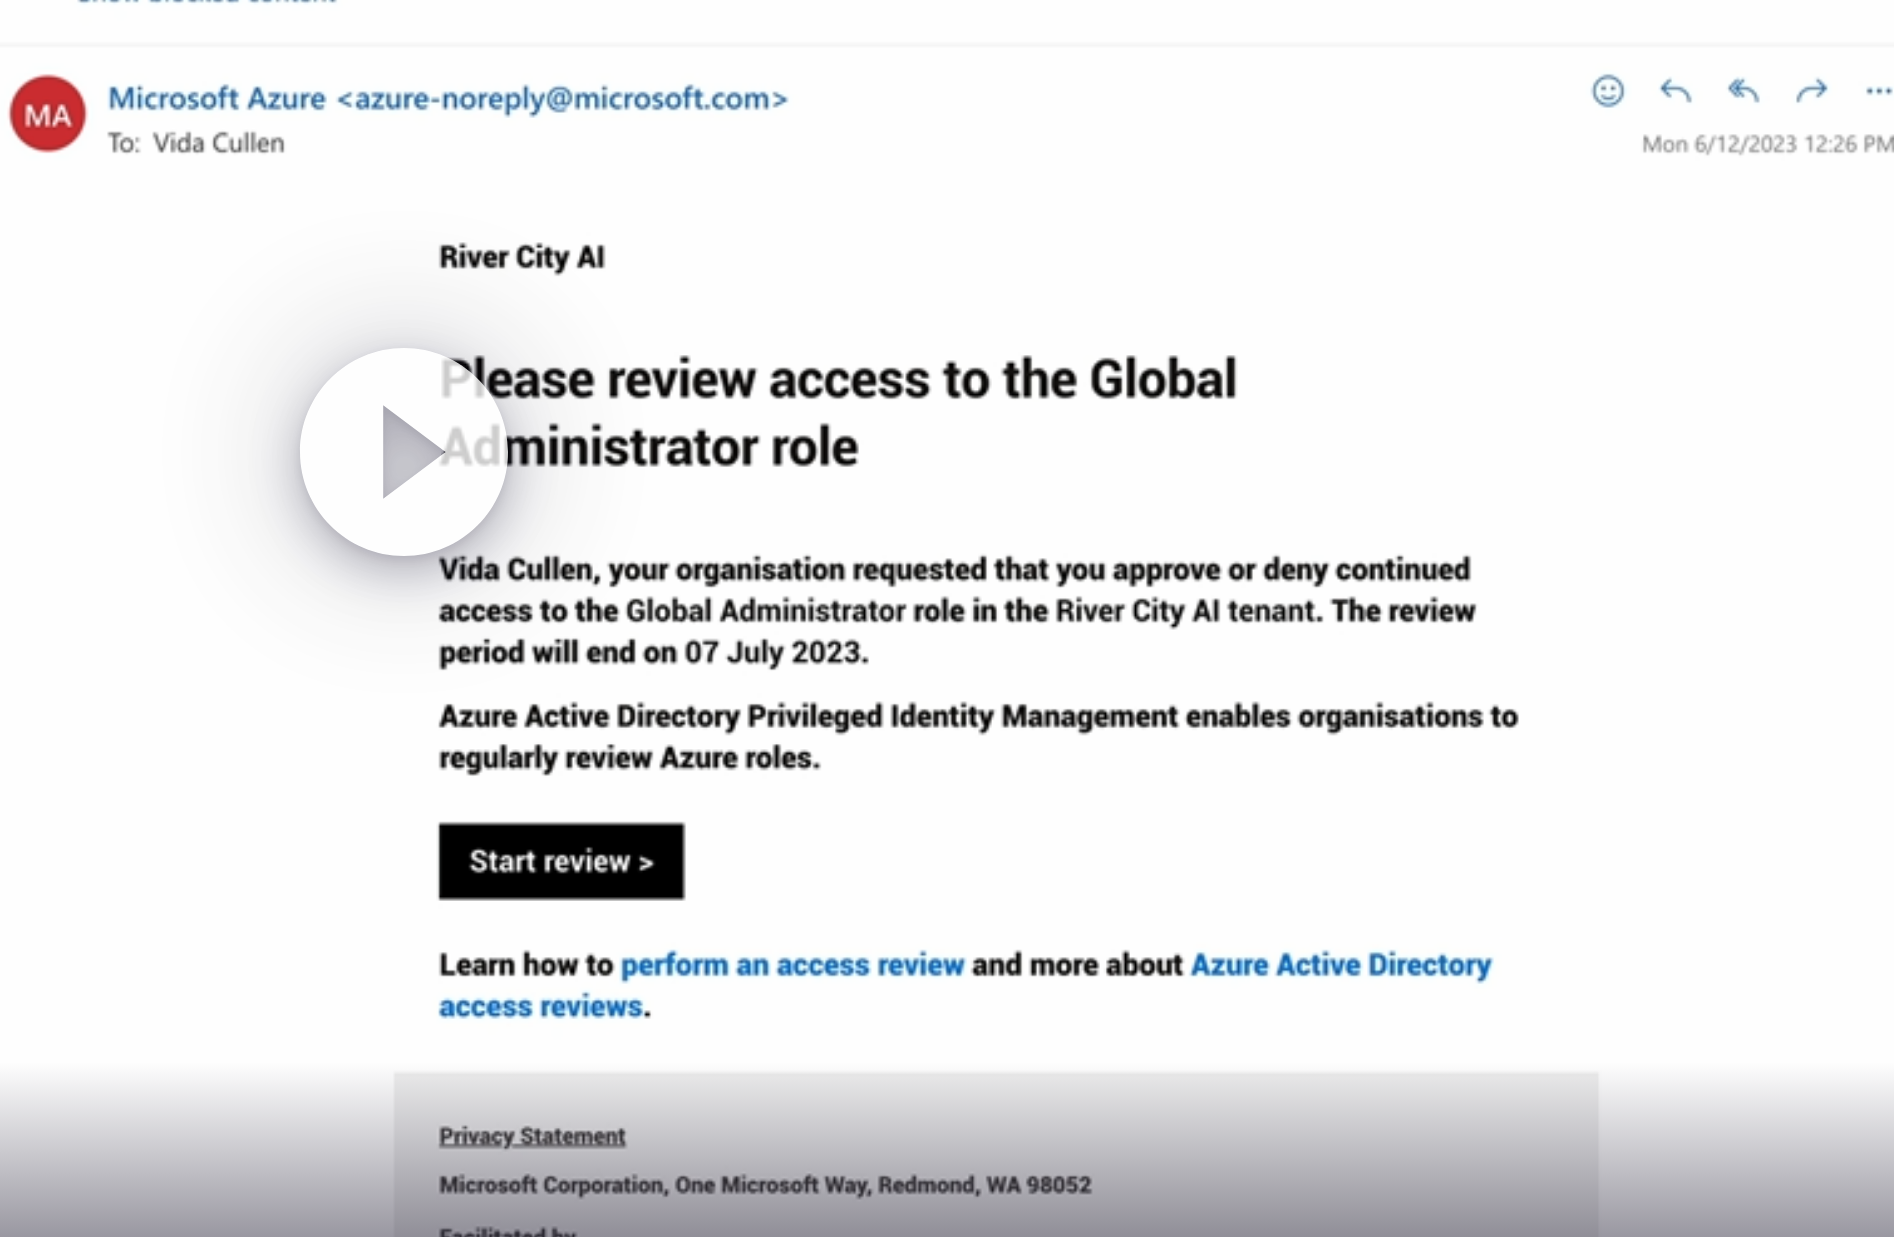 Show blocked content
MA
Microsoft Azure <azure-noreply@microsoft.com>
To: Vida Cullen
Mon 6/12/2023 12:26 PM
River City AI
Please review access to the Global
Administrator role
Vida Cullen, your organisation requested that you approve or deny continued
access to the Global Administrator role in the River City AI tenant. The review
period will end on 07 July 2023.
Azure Active Directory Privileged Identity Management enables organisations to
regularly review Azure roles.
Start review >
Learn how to perform an access review and more about Azure Active Directory
access reviews.
Privacy Statement
Microsoft Corporation, One Microsoft Way, Redmond, WA 98052
Facilitated by